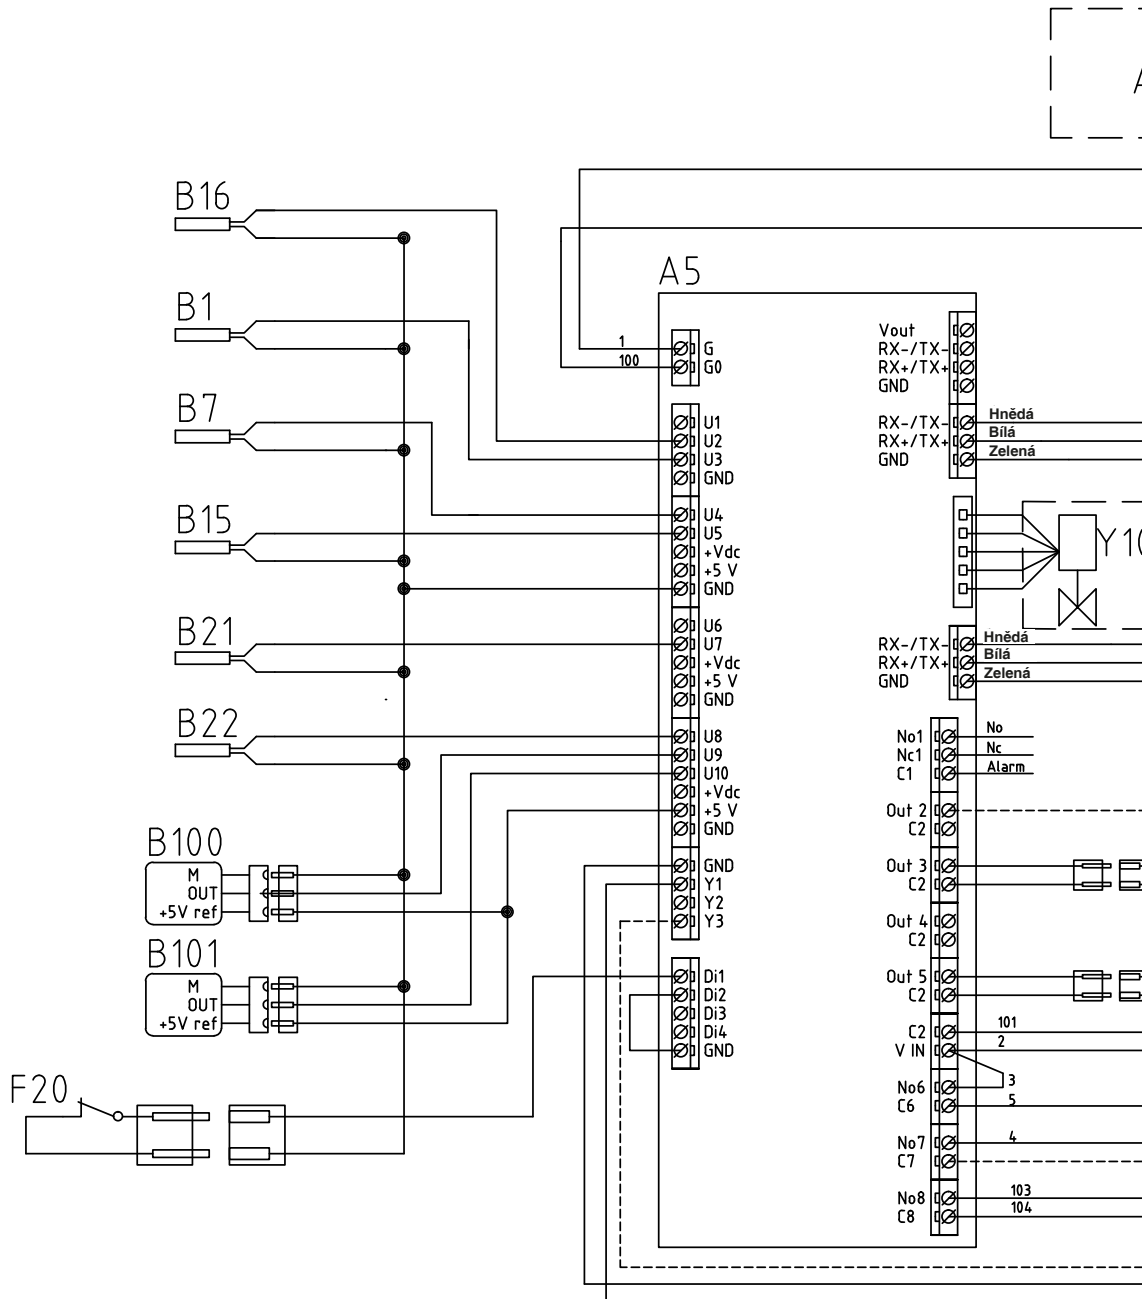 A
B16
B1
B7
B15
B21
B22
B100
M
OUT
+5V ref
B101
M
OUT
+5V ref
F20
A5
1
100
G
G0
U1
U2
U3
GND
U4
U5
+Vdc
+5 V
GND
U6
U7
+Vdc
+5 V
GND
U8
U9
U10
+Vdc
+5 V
GND
GND
Y1
Y2
Y3
Di1
Di2
Di3
Di4
GND
Vout
RX-/TX-
RX+/TX+
GND
RX-/TX- Hnědá
RX+/TX+ Bílá
GND Zelená
Y10
RX-/TX- Hnědá
RX+/TX+ Bílá
GND Zelená
No1 No
Nc1 Nc
C1 Alarm
Out 2
C2
Out 3
C2
Out 4
C2
Out 5
C2
C2 101
V IN 2
No6 3
C6 5
No7 4
C7
No8 103
C8 104